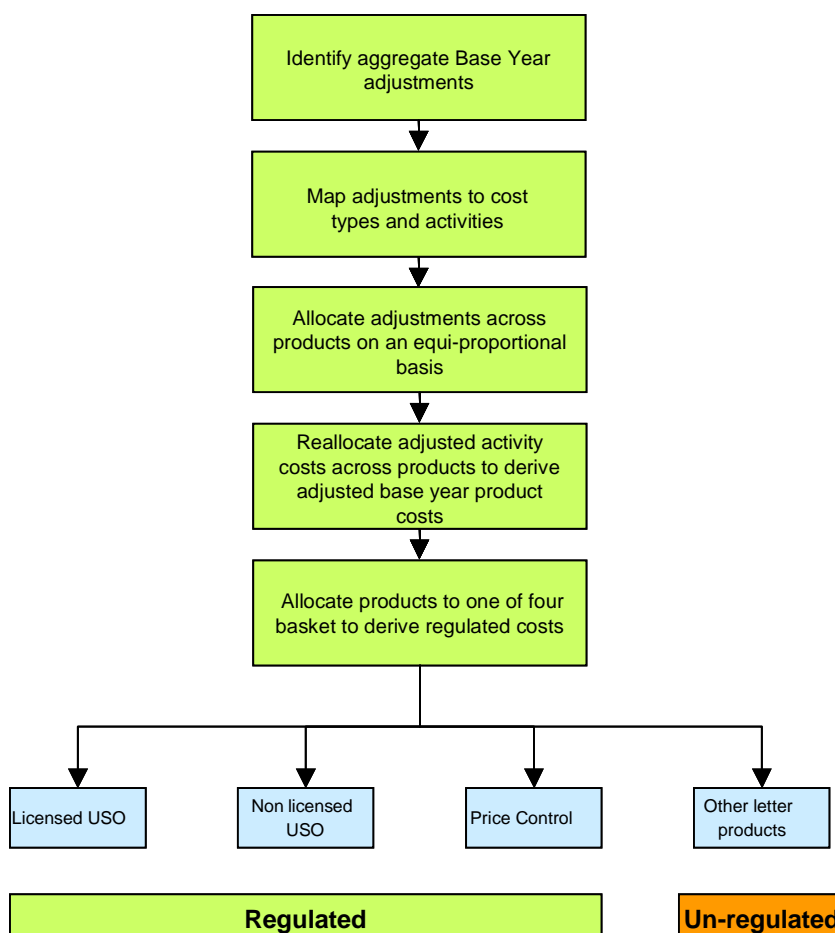 Identify aggregate Base Year
adjustments
Map adjustments to cost
types and activities
Allocate adjustments across
products on an equi-proportional
basis
Reallocate adjusted activity
costs across products to derive
adjusted base year product
costs
Allocate products to one of four
basket to derive regulated costs
Licensed USO
Non licensed
USO
Price Control
Other letter
products
Regulated
Un-regulated